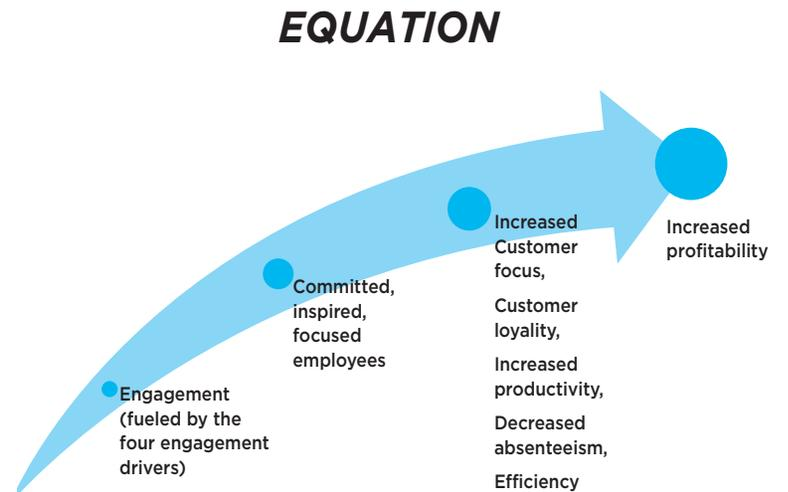 EQUATION
Engagement
(fueled by the
four engagement
drivers)
Committed,
inspired,
focused
employees
Increased
Customer
focus,
Customer
loyality,
Increased
productivity,
Decreased
absenteeism,
Efficiency
Increased
profitability